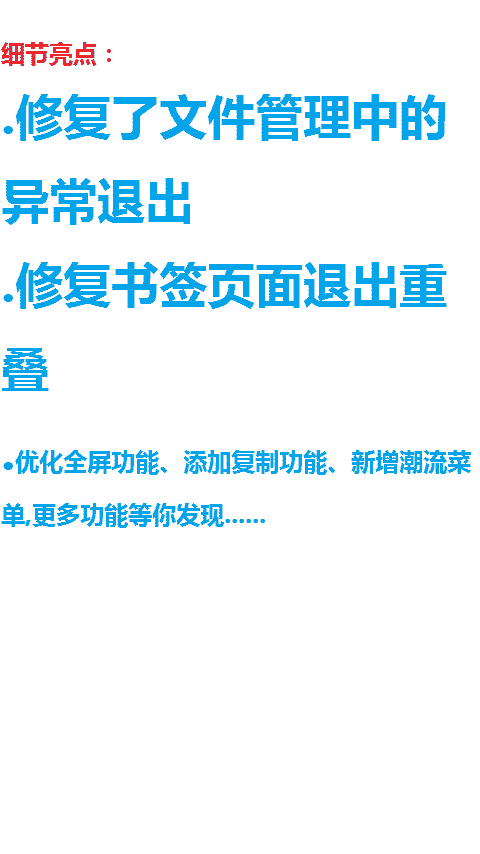 细节亮点：
.修复了文件管理中的
异常退出
.修复书签页面退出重
叠
●优化全屏功能、添加复制功能、新增潮流菜
单,更多功能等你发现......